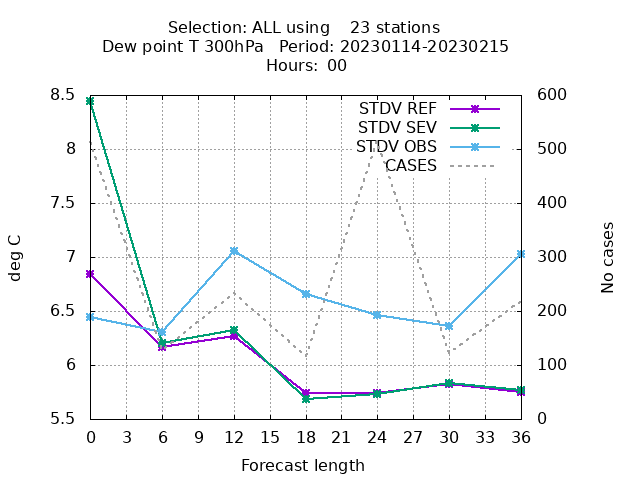 Selection: ALL using    23 stations
Dew point T 300hPa   Period: 20230114-20230215
Hours: 00
8.5
8
7.5
7
6.5
6
5.5
deg C
600
500
400
300
200
100
0
No cases
STDV REF
STDV SEV
STDV OBS
CASES
0 3 6 9 12 15 18 21 24 27 30 33 36
Forecast length